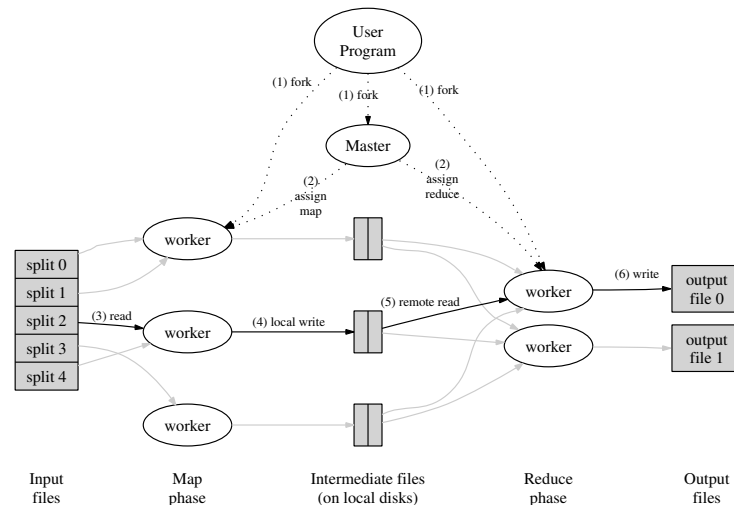 User
Program
(1) fork
(1) fork
(1) fork
Master
(2)
assign
map
(2)
assign
reduce
worker
split 0
split 1
split 2
split 3
split 4
(3) read
worker
(4) local write
(5) remote read
worker
(6) write
output
file 0
worker
output
file 1
worker
Input
files
Map
phase
Intermediate files
(on local disks)
Reduce
phase
Output
files